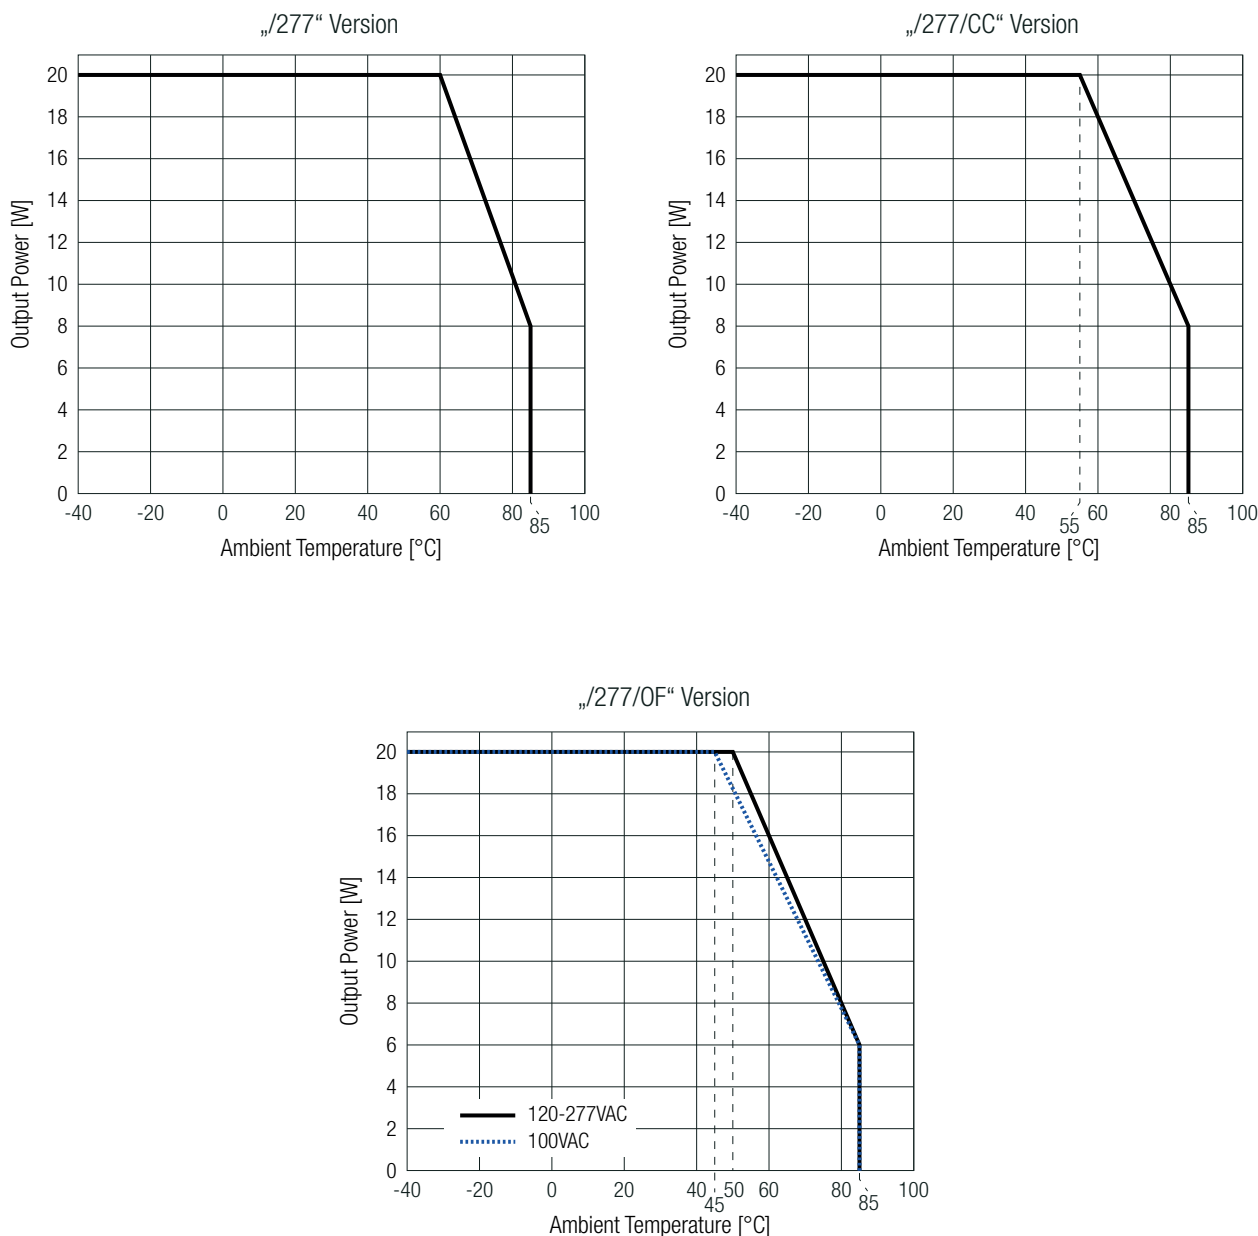 „/277“ Version
20
18
16
14
12
10
8
6
4
2
0
Output Power [W]
-40 -20 0 20 40 60 80 100
85
Ambient Temperature [°C]
„/277/CC“ Version
20
18
16
14
12
10
8
6
4
2
0
Output Power [W]
-40 -20 0 20 40 60 80 100
55 85
Ambient Temperature [°C]
„/277/OF“ Version
20
18
16
14
12
10
8
6
4
2
0
Output Power [W]
120-277VAC
100VAC
-40 -20 0 20 40 50 60 80 100
45 85
Ambient Temperature [°C]